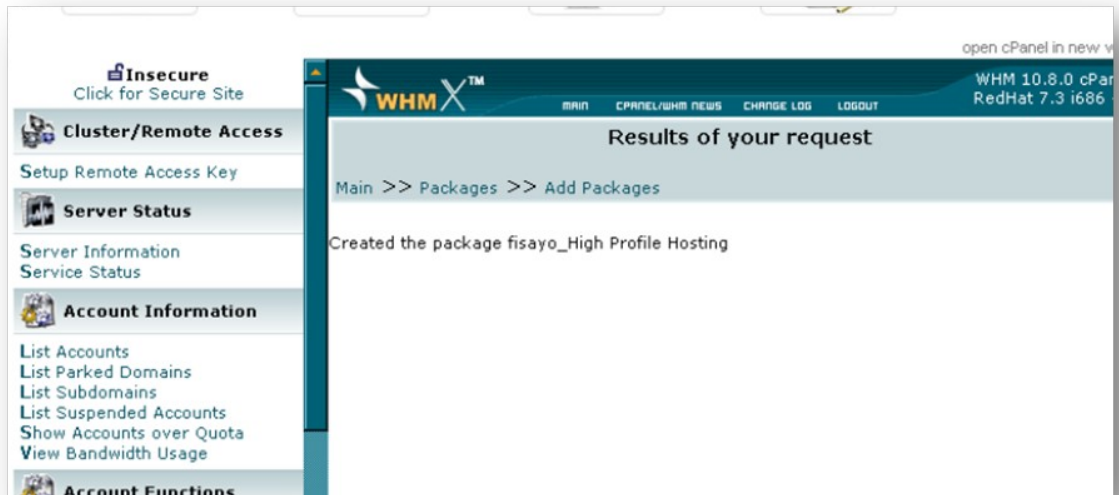 open cPanel in new
Insecure
Click for Secure Site
Cluster/Remote Access
Setup Remote Access Key
Server Status
Server Information
Service Status
Account Information
List Accounts
List Parked Domains
List Subdomains
List Suspended Accounts
Show Accounts over Quota
View Bandwidth Usage
Account Functions
WHM X™
MAIN CPANEL/WHM NEWS CHANGE LOG LOGOUT
WHM 10.8.0 cPan
RedHat 7.3 i686
Results of your request
Main >> Packages >> Add Packages
Created the package fisayo_High Profile Hosting